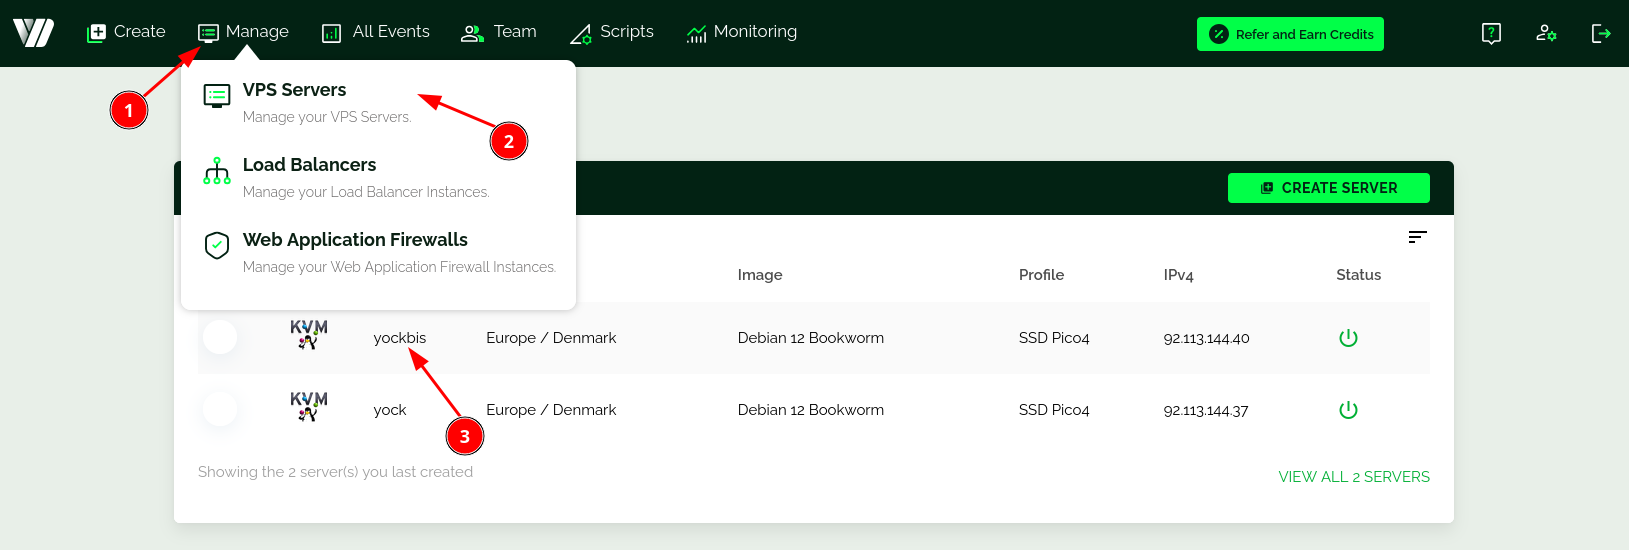 Create Manage All Events Team Scripts Monitoring Refer and Earn Credits
1
VPS Servers
Manage your VPS Servers.
2
Load Balancers
Manage your Load Balancer Instances.
CREATE SERVER
Web Application Firewalls
Manage your Web Application Firewall Instances.
Image Profile IPv4 Status
KVM yockbis Europe / Denmark Debian 12 Bookworm SSD Pico4 92.113.144.40
KVM yock Europe / Denmark Debian 12 Bookworm SSD Pico4 92.113.144.37
3
Showing the 2 server(s) you last created
VIEW ALL 2 SERVERS